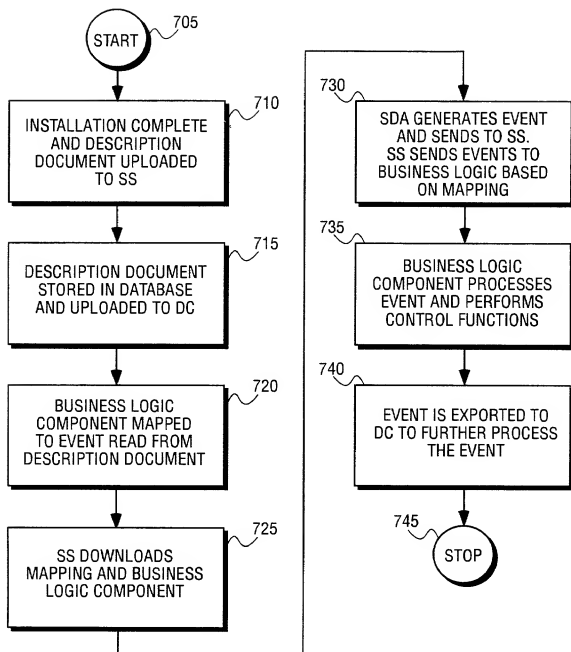 705
START
710
INSTALLATION COMPLETE
AND DESCRIPTION
DOCUMENT UPLOADED
TO SS
715
DESCRIPTION DOCUMENT
STORED IN DATABASE
AND UPLOADED TO DC
720
BUSINESS LOGIC
COMPONENT MAPPED
TO EVENT READ FROM
DESCRIPTION DOCUMENT
725
SS DOWNLOADS
MAPPING AND BUSINESS
LOGIC COMPONENT
730
SDA GENERATES EVENT
AND SENDS TO SS.
SS SENDS EVENTS TO
BUSINESS LOGIC BASED
ON MAPPING.
735
BUSINESS LOGIC
COMPONENT PROCESSES
EVENT AND PERFORMS
CONTROL FUNCTIONS
740
EVENT IS EXPORTED TO
DC TO FURTHER PROCESS
THE EVENT
745
STOP